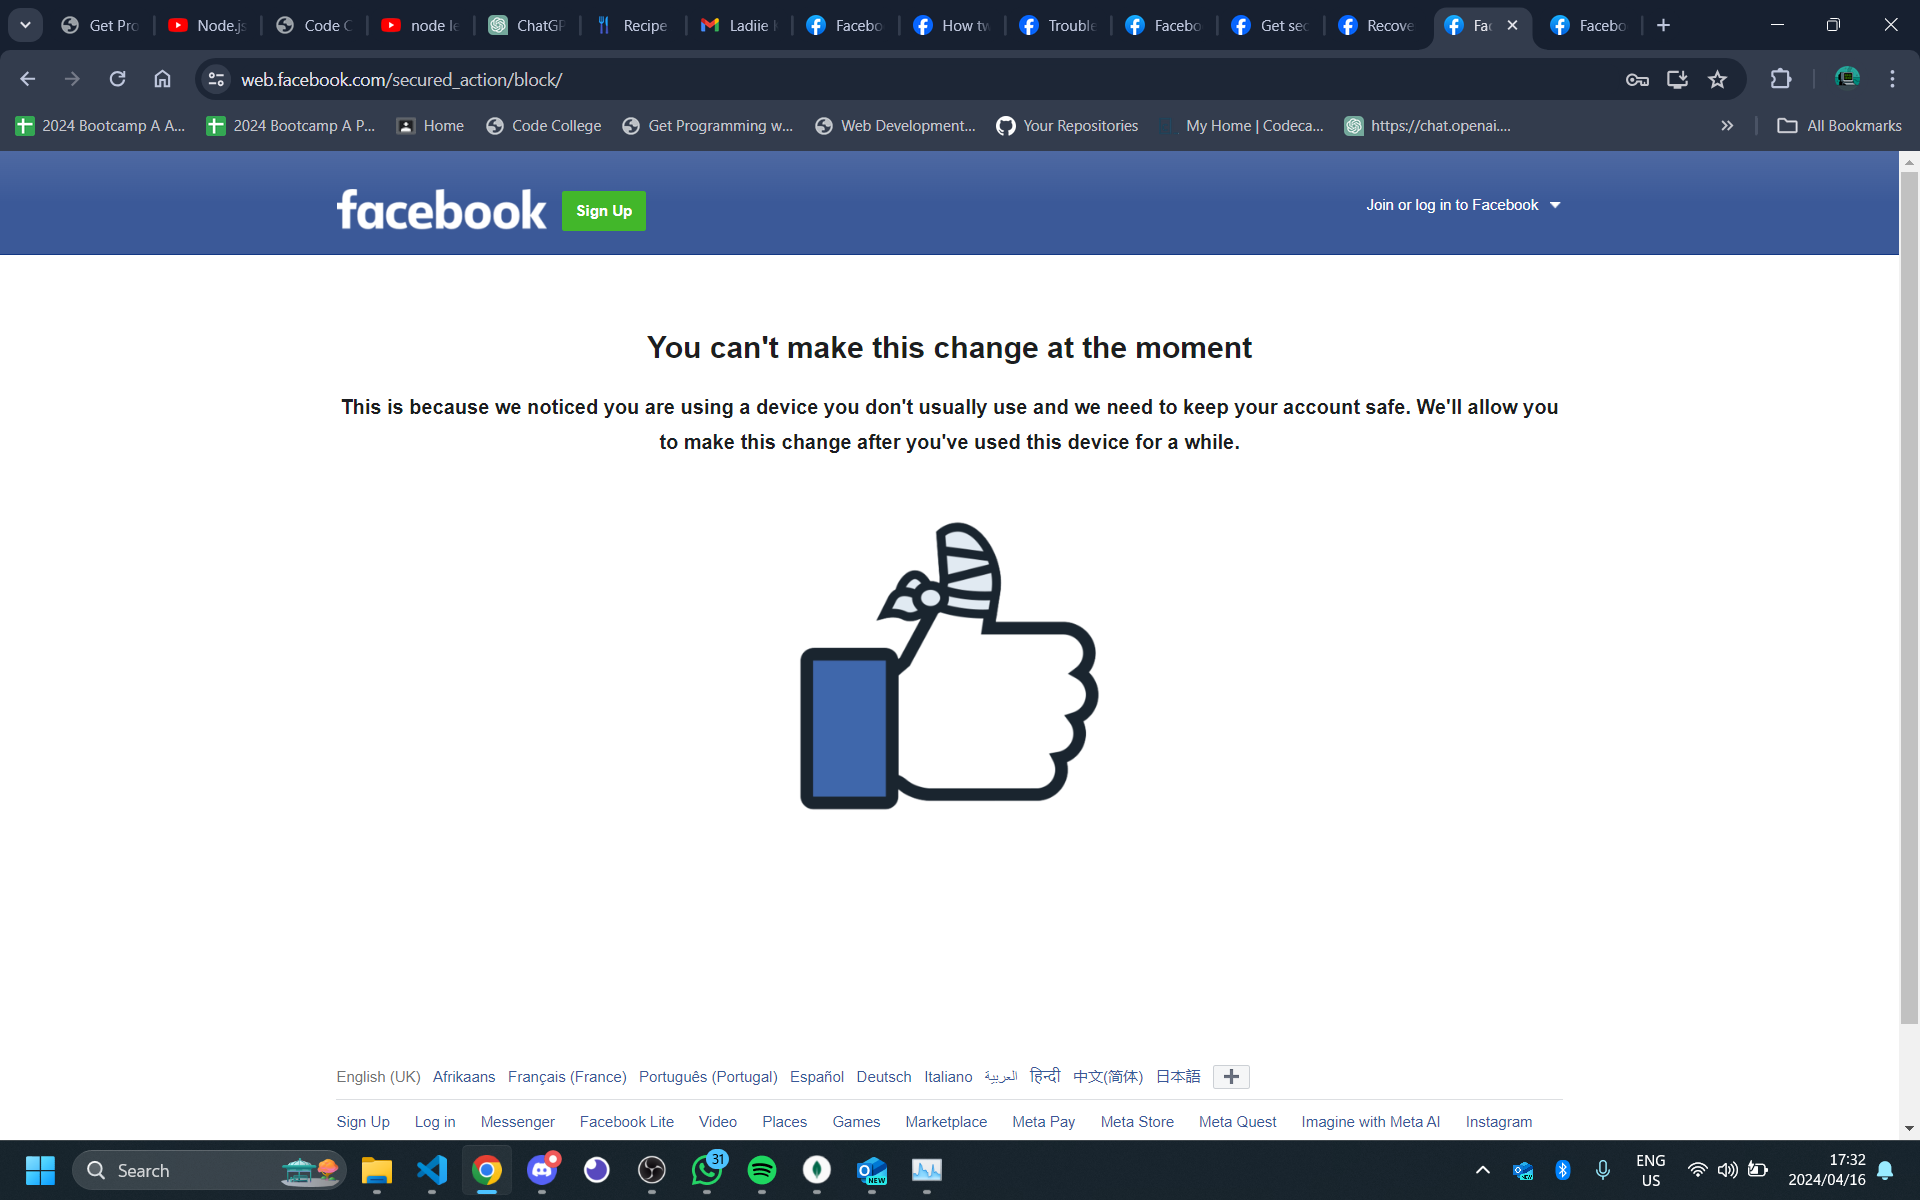 Get Pro
Node.js
Code C
node le
ChatGP
Recipe
Ladiie
Facebo
How tw
Trouble
Facebo
Get sec
Recove
Fac
Facebo
web.facebook.com/secured_action/block/
2024 Bootcamp A A...
2024 Bootcamp A P...
Home
Code College
Get Programming w...
Web Development...
Your Repositories
My Home | Codeca...
https://chat.openai....
All Bookmarks
facebook
Sign Up
Join or log in to Facebook
You can't make this change at the moment
This is because we noticed you are using a device you don't usually use and we need to keep your account safe. We'll allow you
to make this change after you've used this device for a while.
English (UK) Afrikaans Français (France) Português (Portugal) Español Deutsch Italiano العربية हिन्दी 中文(简体) 日本語
Sign Up Log in Messenger Facebook Lite Video Places Games Marketplace Meta Pay Meta Store Meta Quest Imagine with Meta AI Instagram
Search
31
NEW
ENG
US
17:32
2024/04/16